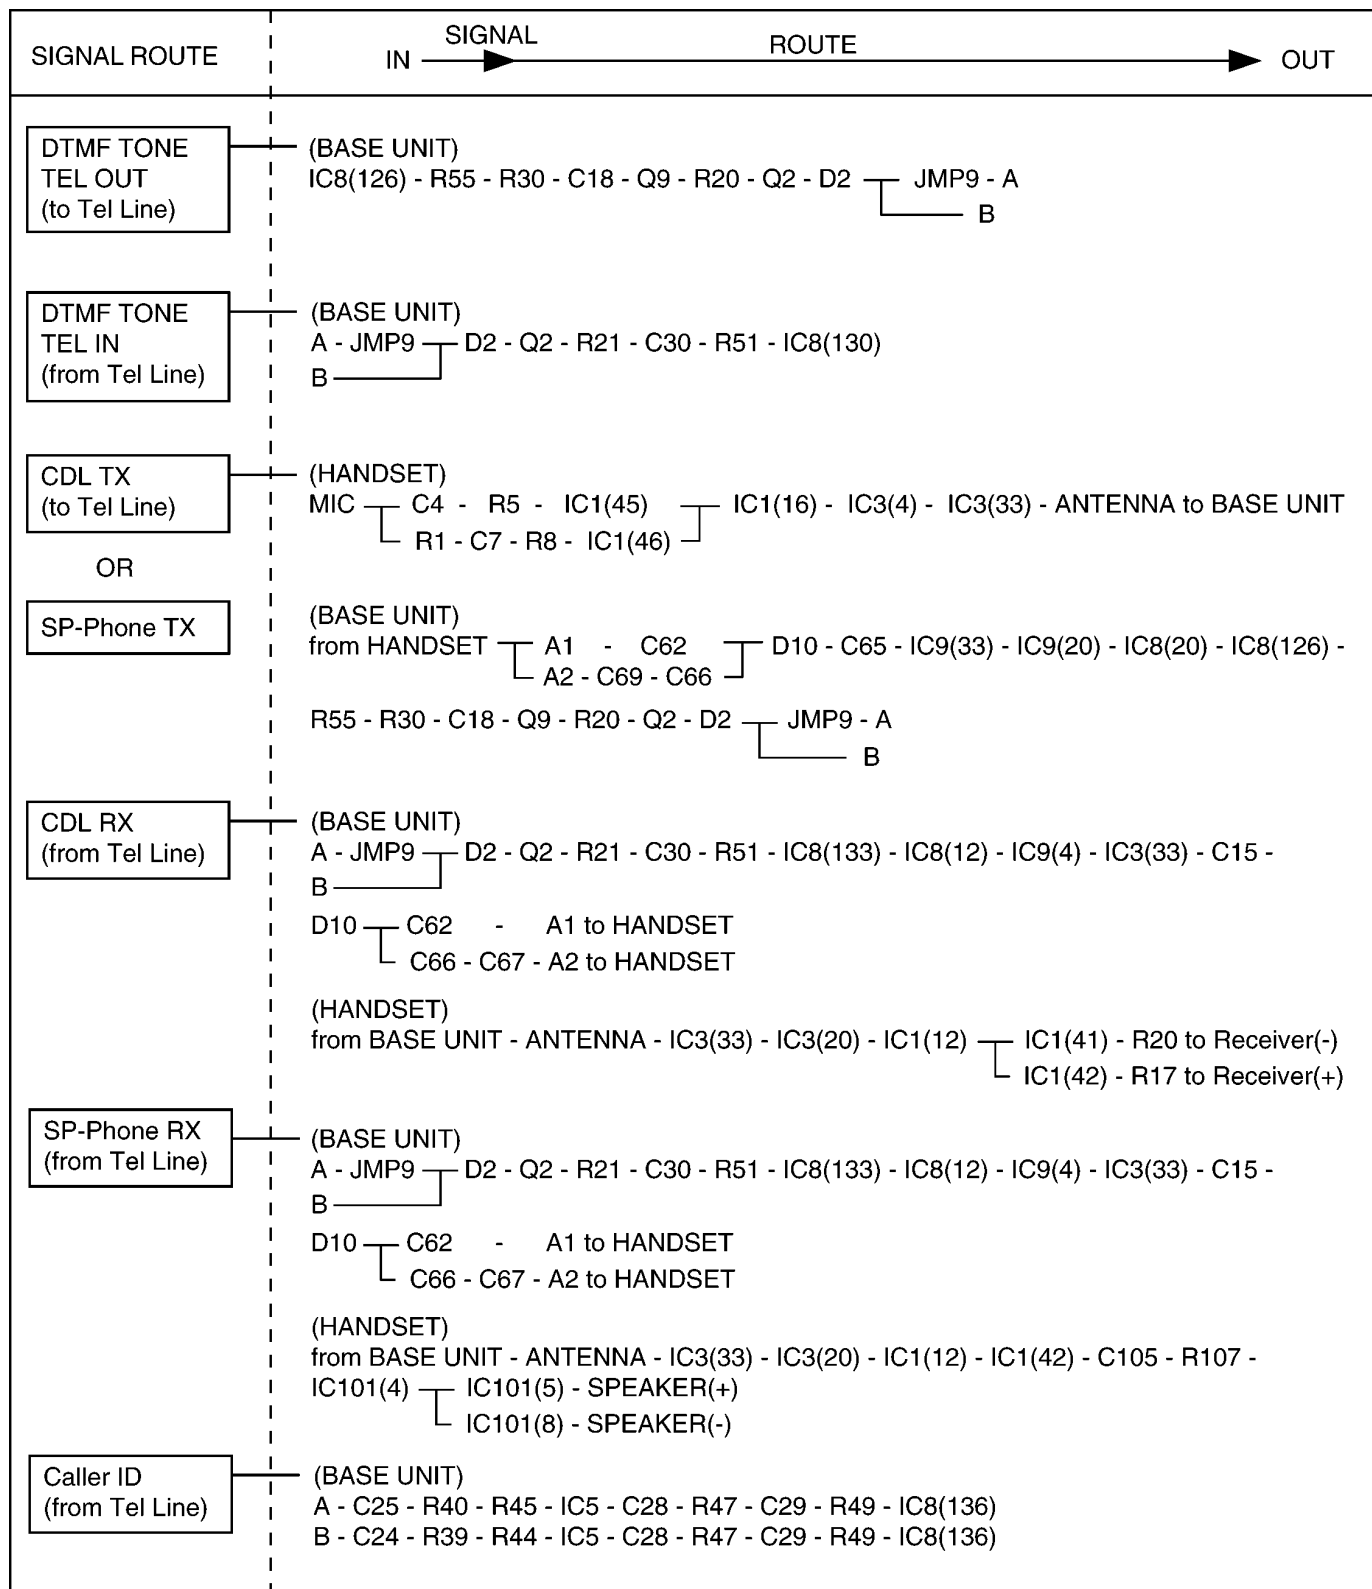 SIGNAL ROUTE
IN SIGNAL ROUTE OUT
DTMF TONE
TEL OUT
(to Tel Line)
(BASE UNIT)
IC8(126) - R55 - R30 - C18 - Q9 - R20 - Q2 - D2 JMP9 - A
B
DTMF TONE
TEL IN
(from Tel Line)
(BASE UNIT)
A - JMP9 D2 - Q2 - R21 - C30 - R51 - IC8(130)
B
CDL TX
(to Tel Line)
OR
SP-Phone TX
(HANDSET)
MIC C4 - R5 - IC1(45) IC1(16) - IC3(4) - IC3(33) - ANTENNA to BASE UNIT
R1 - C7 - R8 - IC1(46)
(BASE UNIT)
from HANDSET A1 - C62 D10 - C65 - IC9(33) - IC9(20) - IC8(20) - IC8(126) -
A2 - C69 - C66
R55 - R30 - C18 - Q9 - R20 - Q2 - D2 JMP9 - A
B
CDL RX
(from Tel Line)
(BASE UNIT)
A - JMP9 D2 - Q2 - R21 - C30 - R51 - IC8(133) - IC8(12) - IC9(4) - IC3(33) - C15 -
B
D10 C62 - A1 to HANDSET
C66 - C67 - A2 to HANDSET
(HANDSET)
from BASE UNIT - ANTENNA - IC3(33) - IC3(20) - IC1(12) IC1(41) - R20 to Receiver(-)
IC1(42) - R17 to Receiver(+)
SP-Phone RX
(from Tel Line)
(BASE UNIT)
A - JMP9 D2 - Q2 - R21 - C30 - R51 - IC8(133) - IC8(12) - IC9(4) - IC3(33) - C15 -
B
D10 C62 - A1 to HANDSET
C66 - C67 - A2 to HANDSET
(HANDSET)
from BASE UNIT - ANTENNA - IC3(33) - IC3(20) - IC1(12) - IC1(42) - C105 - R107 -
IC101(4) IC101(5) - SPEAKER(+)
IC101(8) - SPEAKER(-)
Caller ID
(from Tel Line)
(BASE UNIT)
A - C25 - R40 - R45 - IC5 - C28 - R47 - C29 - R49 - IC8(136)
B - C24 - R39 - R44 - IC5 - C28 - R47 - C29 - R49 - IC8(136)